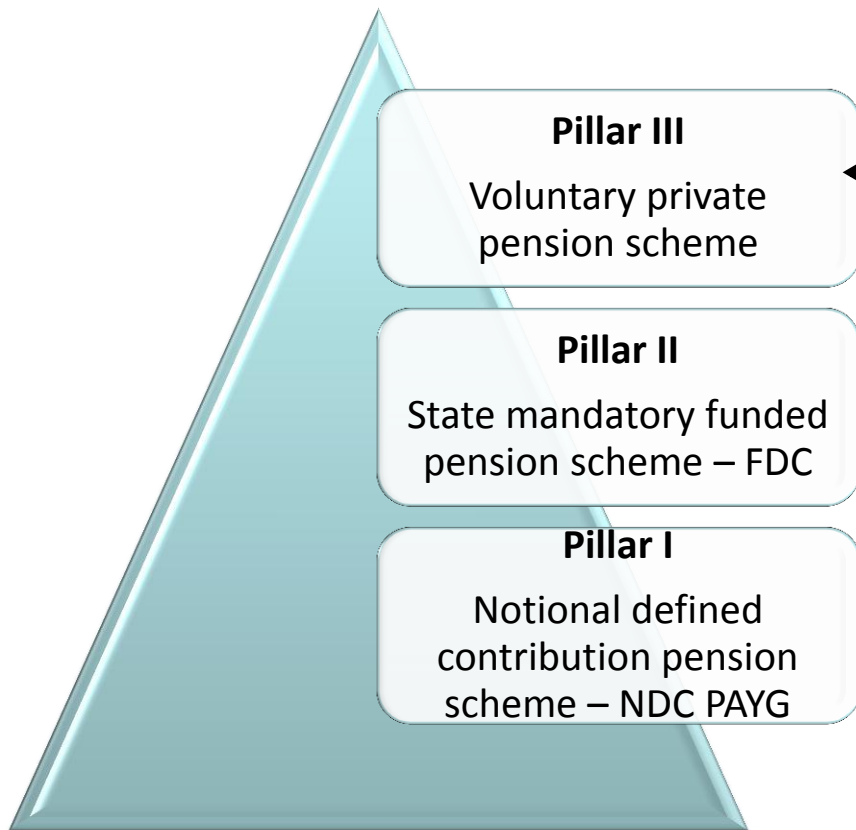 Pillar III
Voluntary private
pension scheme
Pillar II
State mandatory funded
pension scheme – FDC
Pillar I
Notional defined
contribution pension
scheme – NDC PAYG